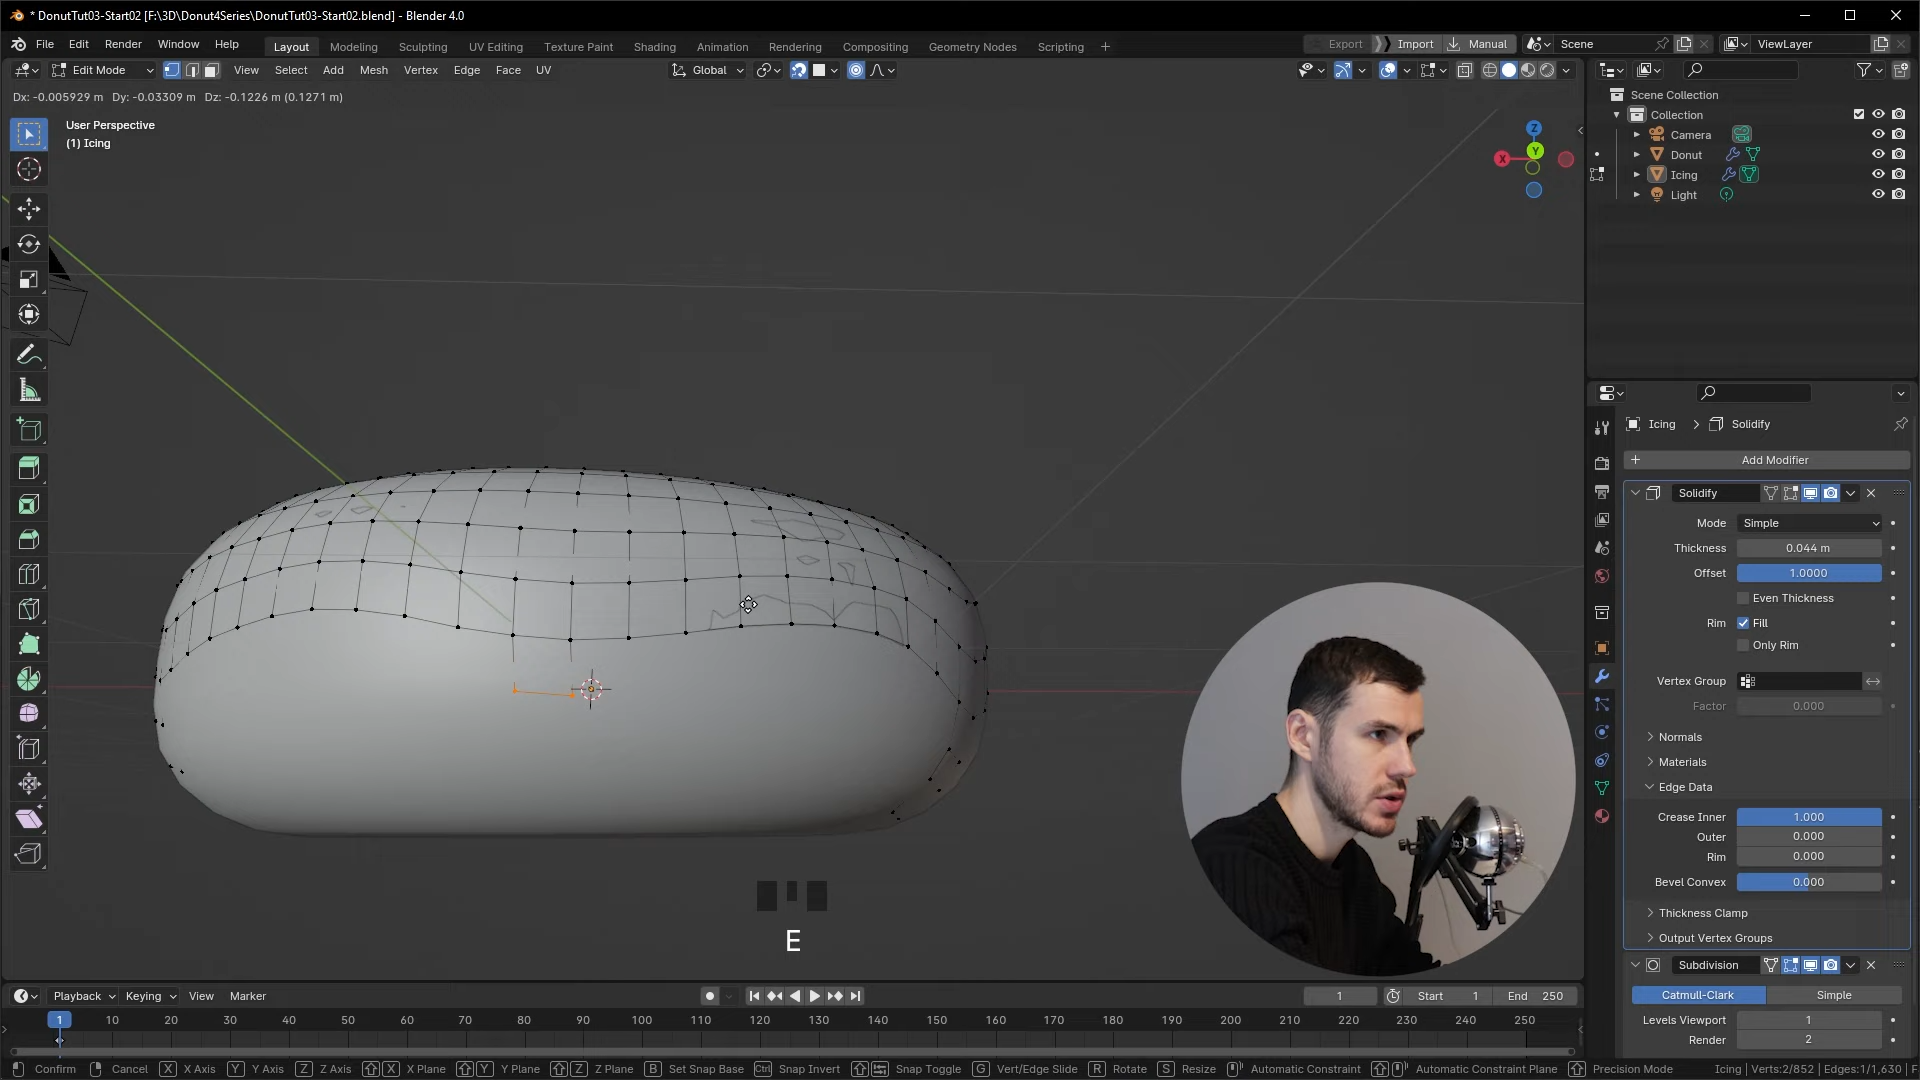 * DonutTut03-Start02 [F:\3D\Donut4Series\DonutTut03-Start02.blend] - Blender 4.0
File Edit Render Window Help Layout Modeling Sculpting UV Editing Texture Paint Shading Animation Rendering Compositing Geometry Nodes Scripting + Export Import Manual Scene ViewLayer
Edit Mode View Select Add Mesh Vertex Edge Face UV Global
Dx: -0.005929 m Dy: -0.03309 m Dz: -0.1226 m (0.1271 m)
User Perspective
(1) Icing
Z
Y
X
E
Scene Collection
Collection
Camera
Donut
Icing
Light
Icing > Solidify
+ Add Modifier
Solidify
Mode Simple
Thickness 0.044 m
Offset 1.0000
Even Thickness
Rim Fill
Only Rim
Vertex Group
Factor 0.000
Normals
Materials
Edge Data
Crease Inner 1.000
Outer 0.000
Rim 0.000
Bevel Convex 0.000
Thickness Clamp
Output Vertex Groups
Subdivision
Catmull-Clark Simple
Levels Viewport 1
Render 2
Playback Keying View Marker 1 Start 1 End 250
1 10 20 30 40 50 60 70 80 90 100 110 120 130 140 150 160 170 180 190 200 210 220 230 240 250
Confirm Cancel X X Axis Y Y Axis Z Z Axis X X Plane Y Y Plane Z Z Plane B Set Snap Base Ctrl Snap Invert Snap Toggle G Vert/Edge Slide R Rotate S Resize Automatic Constraint Automatic Constraint Plane Precision Mode Icing | Verts:2/852 | Edges:1/1,630 | F